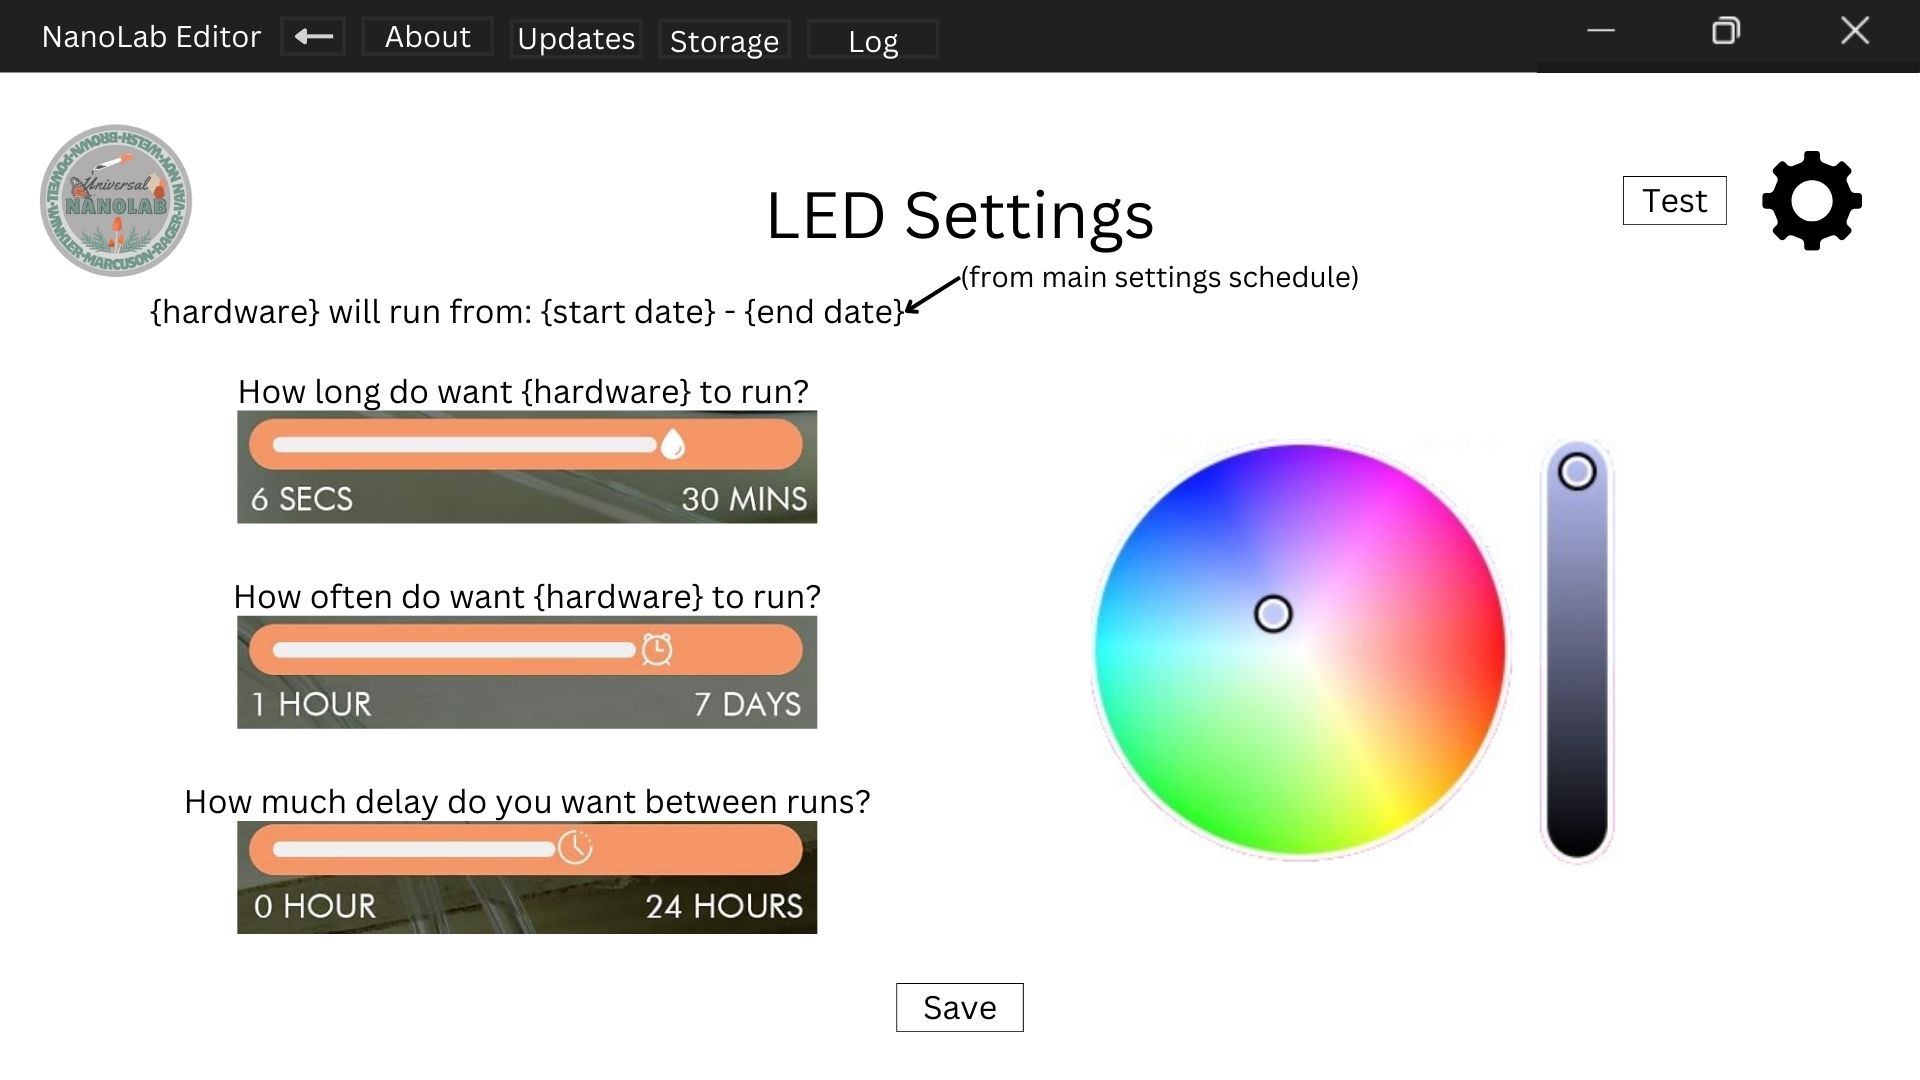 NanoLab Editor
About
Updates
Storage
Log
WINKLER-POWELL-BROWN-WELSH-VAN NOY-RAGER-MARCUSON
Universal
NANOLAB
LED Settings
Test
(from main settings schedule)
{hardware} will run from: {start date} - {end date}
How long do want {hardware} to run?
6 SECS 30 MINS
How often do want {hardware} to run?
1 HOUR 7 DAYS
How much delay do you want between runs?
0 HOUR 24 HOURS
Save